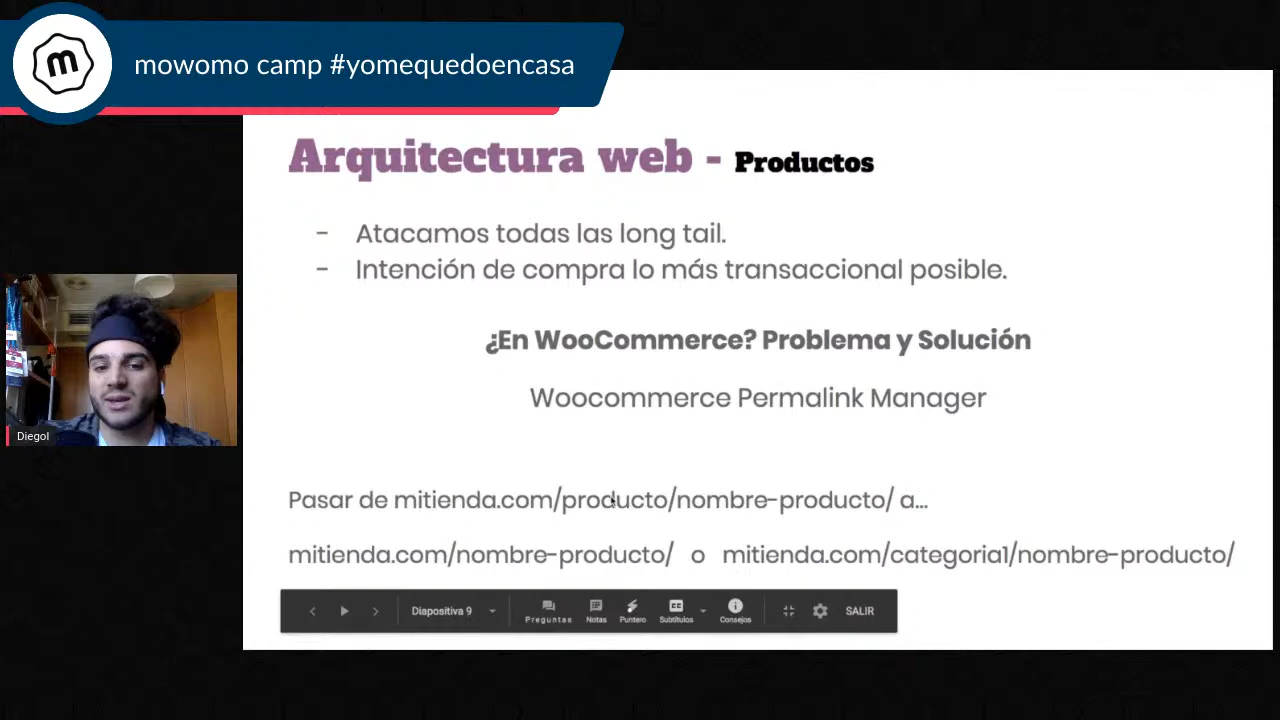 m
mowomo camp #yomequedoencasa
Arquitectura web - Productos
- Atacamos todas las long tail.
- Intención de compra lo más transaccional posible.
¿En WooCommerce? Problema y Solución
Woocommerce Permalink Manager
Pasar de mitienda.com/producto/nombre-producto/ a...
mitienda.com/nombre-producto/ o mitienda.com/categoria1/nombre-producto/
Diapositiva 9 Preguntas Notas Puntero CC Subtítulos Consejos SALIR
Diegol